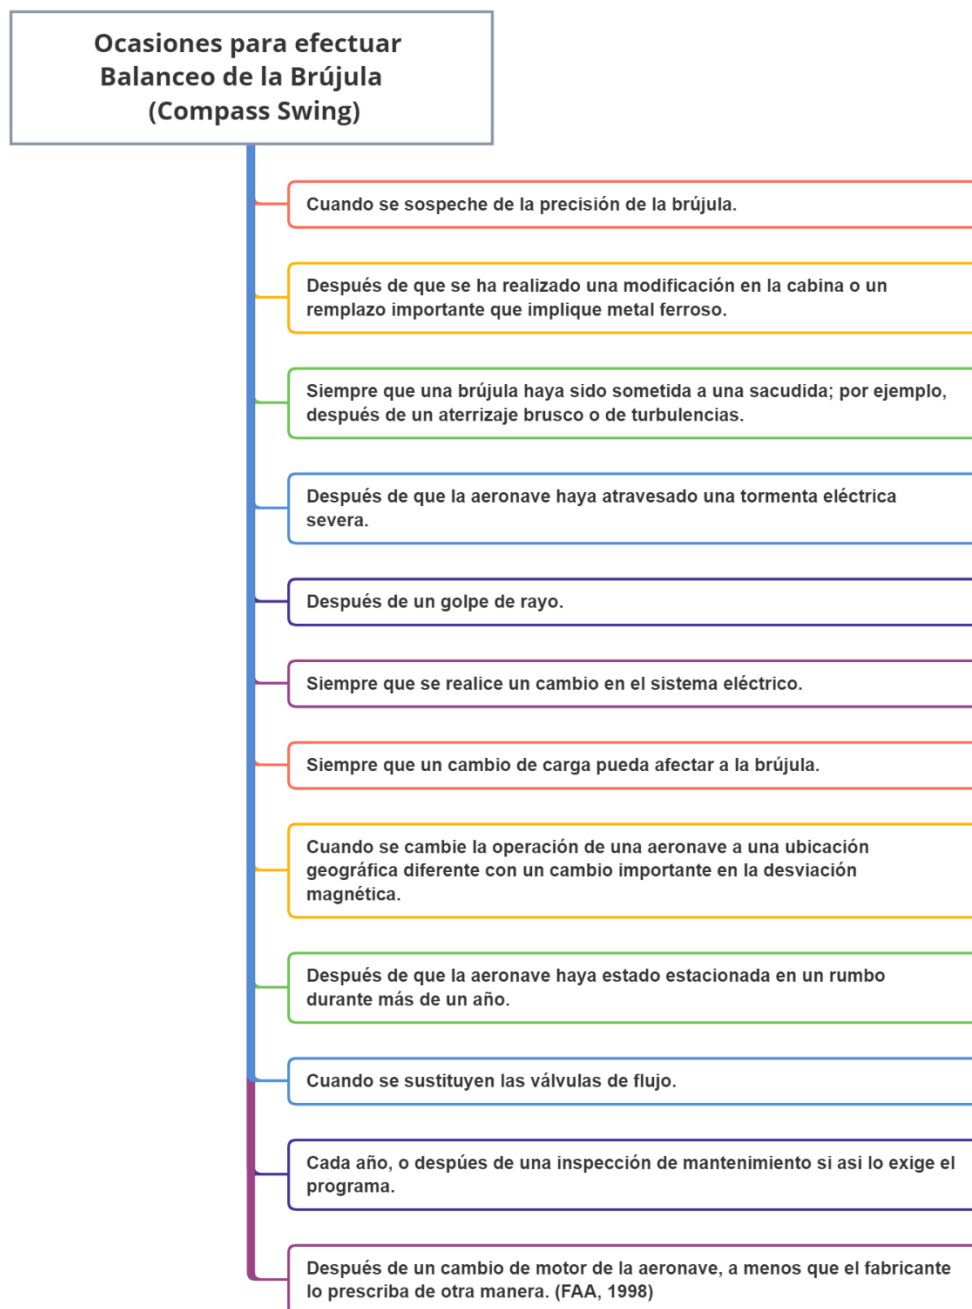 Ocasiones para efectuar
Balanceo de la Brújula
(Compass Swing)
Cuando se sospeche de la precisión de la brújula.
Después de que se ha realizado una modificación en la cabina o un
remplazo importante que implique metal ferroso.
Siempre que una brújula haya sido sometida a una sacudida; por ejemplo,
después de un aterrizaje brusco o de turbulencias.
Después de que la aeronave haya atravesado una tormenta eléctrica
severa.
Después de un golpe de rayo.
Siempre que se realice un cambio en el sistema eléctrico.
Siempre que un cambio de carga pueda afectar a la brújula.
Cuando se cambie la operación de una aeronave a una ubicación
geográfica diferente con un cambio importante en la desviación
magnética.
Después de que la aeronave haya estado estacionada en un rumbo
durante más de un año.
Cuando se sustituyen las válvulas de flujo.
Cada año, o despúes de una inspección de mantenimiento si asi lo exige el
programa.
Después de un cambio de motor de la aeronave, a menos que el fabricante
lo prescriba de otra manera. (FAA, 1998)